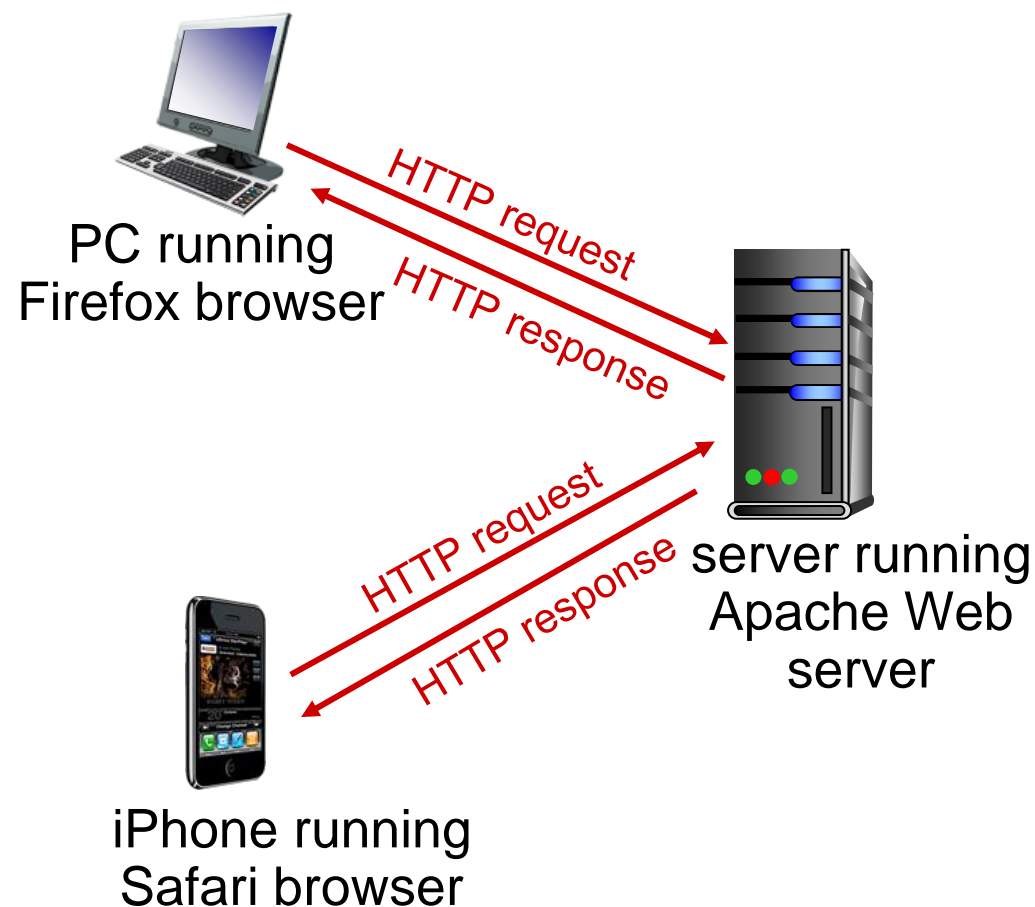 HTTP request
HTTP response
PC running
Firefox browser
HTTP request
HTTP response
server running
Apache Web
server
iPhone running
Safari browser